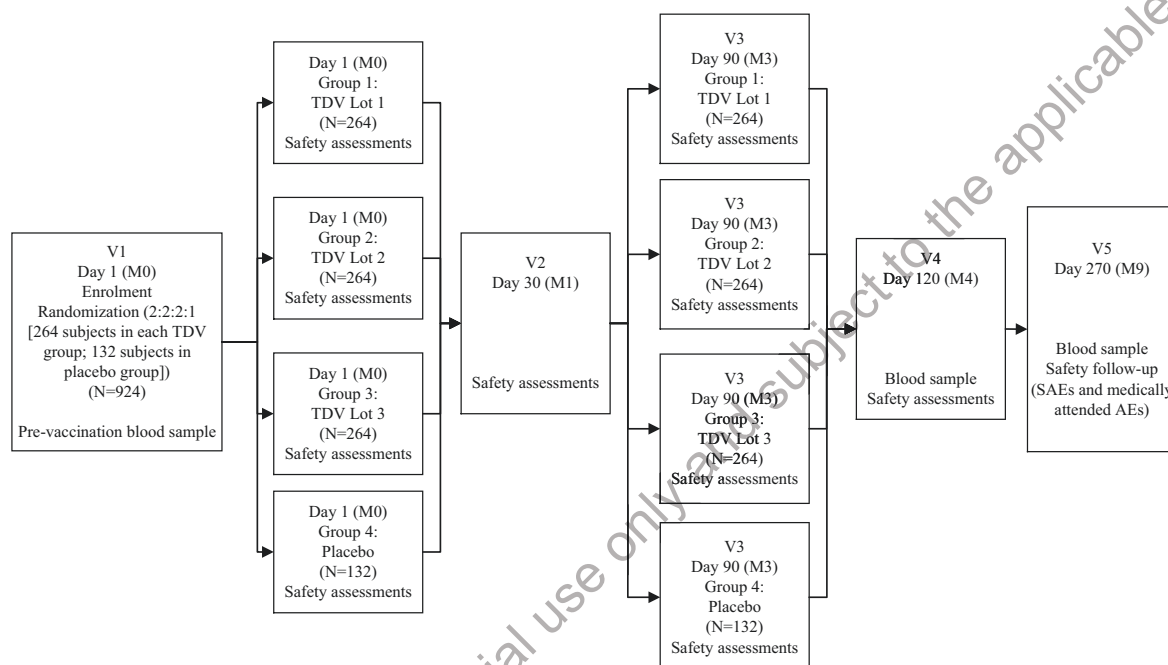 V1
Day 1 (M0)
Enrolment
Randomization (2:2:2:1
[264 subjects in each TDV
group; 132 subjects in
placebo group])
(N=924)
Pre-vaccination blood sample
Day 1 (M0)
Group 1:
TDV Lot 1
(N=264)
Safety assessments
Day 1 (M0)
Group 2:
TDV Lot 2
(N=264)
Safety assessments
Day 1 (M0)
Group 3:
TDV Lot 3
(N=264)
Safety assessments
Day 1 (M0)
Group 4:
Placebo
(N=132)
Safety assessments
V2
Day 30 (M1)
Safety assessments
V3
Day 90 (M3)
Group 1:
TDV Lot 1
(N=264)
Safety assessments
V3
Day 90 (M3)
Group 2:
TDV Lot 2
(N=264)
Safety assessments
V3
Day 90 (M3)
Group 3:
TDV Lot 3
(N=264)
Safety assessments
V3
Day 90 (M3)
Group 4:
Placebo
(N=132)
Safety assessments
V4
Day 120 (M4)
Blood sample
Safety assessments
V5
Day 270 (M9)
Blood sample
Safety follow-up
(SAEs and medically
attended AEs)
use only and subject to the applicable